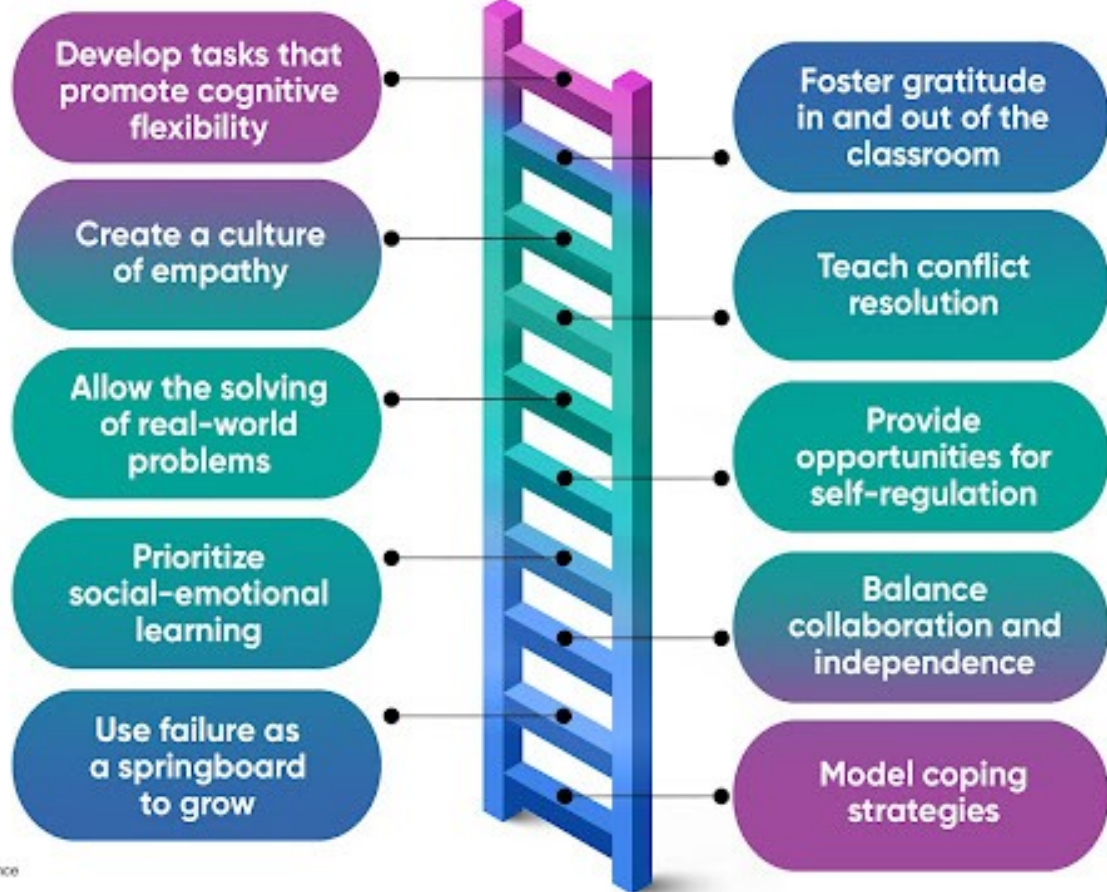 Develop tasks that
promote cognitive
flexibility
Foster gratitude
in and out of the
classroom
Create a culture
of empathy
Teach conflict
resolution
Allow the solving
of real-world
problems
Provide
opportunities for
self-regulation
Prioritize
social-emotional
learning
Balance
collaboration and
independence
Use failure as
a springboard
to grow
Model coping
strategies